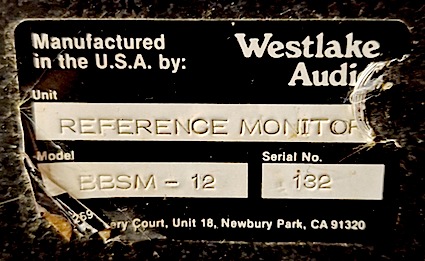 Manufactured
in the U.S.A. by:
Westlake
Audio
Unit
REFERENCE MONITOR
Model
BBSM - 12
Serial No.
132
ery Court, Unit 18, Newbury Park, CA 91320